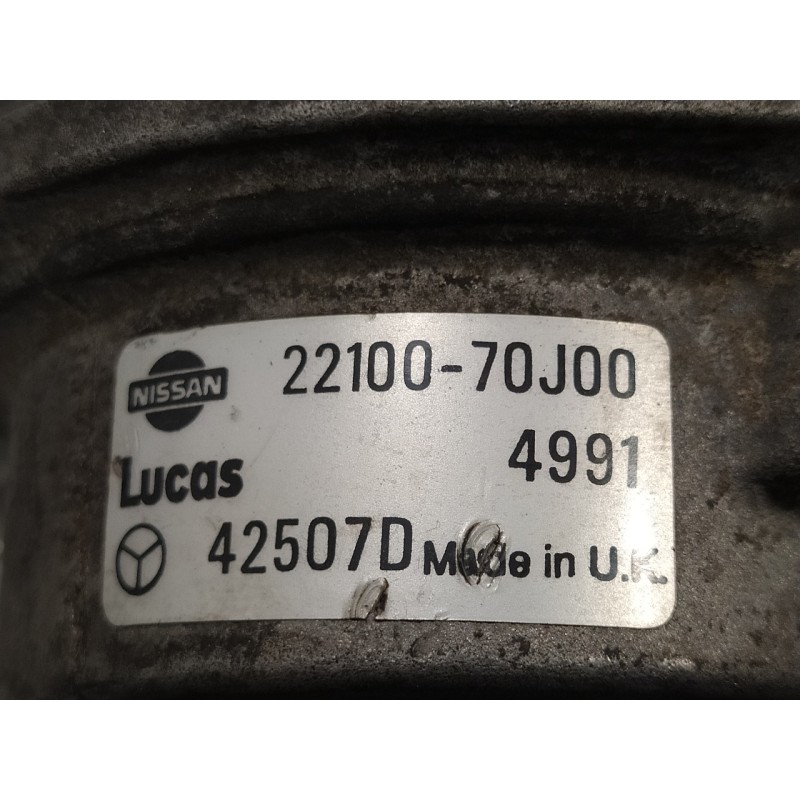 NISSAN 22100-70J00
Lucas 4991
42507D Made in U.K.